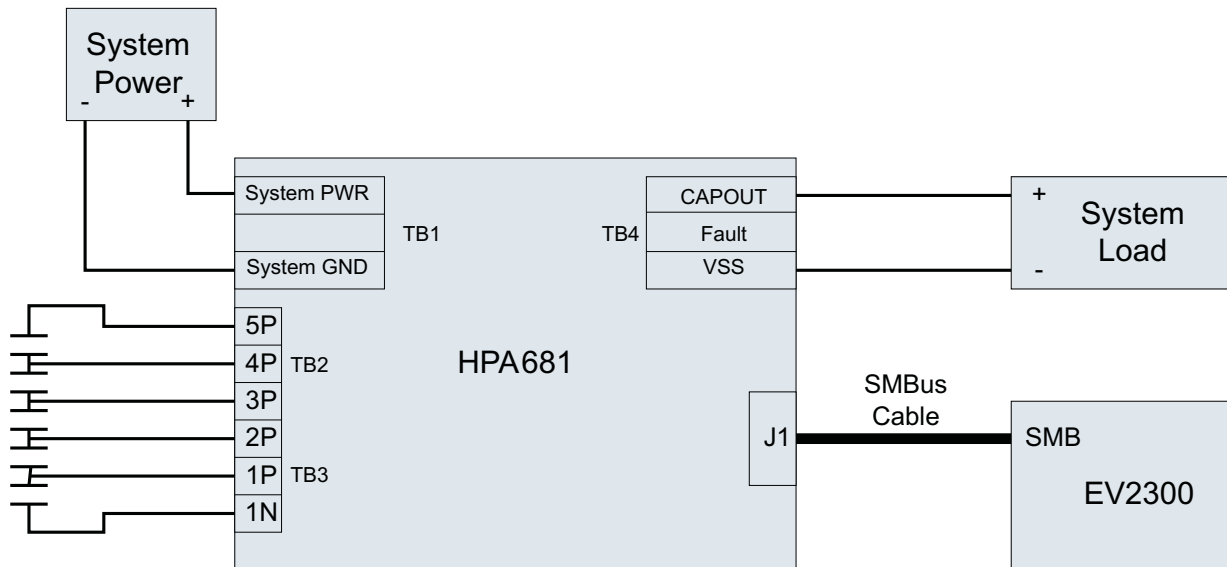 System
Power
-
+
System PWR
System GND
TB1
CAPOUT
Fault
VSS
TB4
+
-
System
Load
5P
4P
3P
2P
1P
1N
TB2
TB3
HPA681
J1
SMBus
Cable
SMB
EV2300